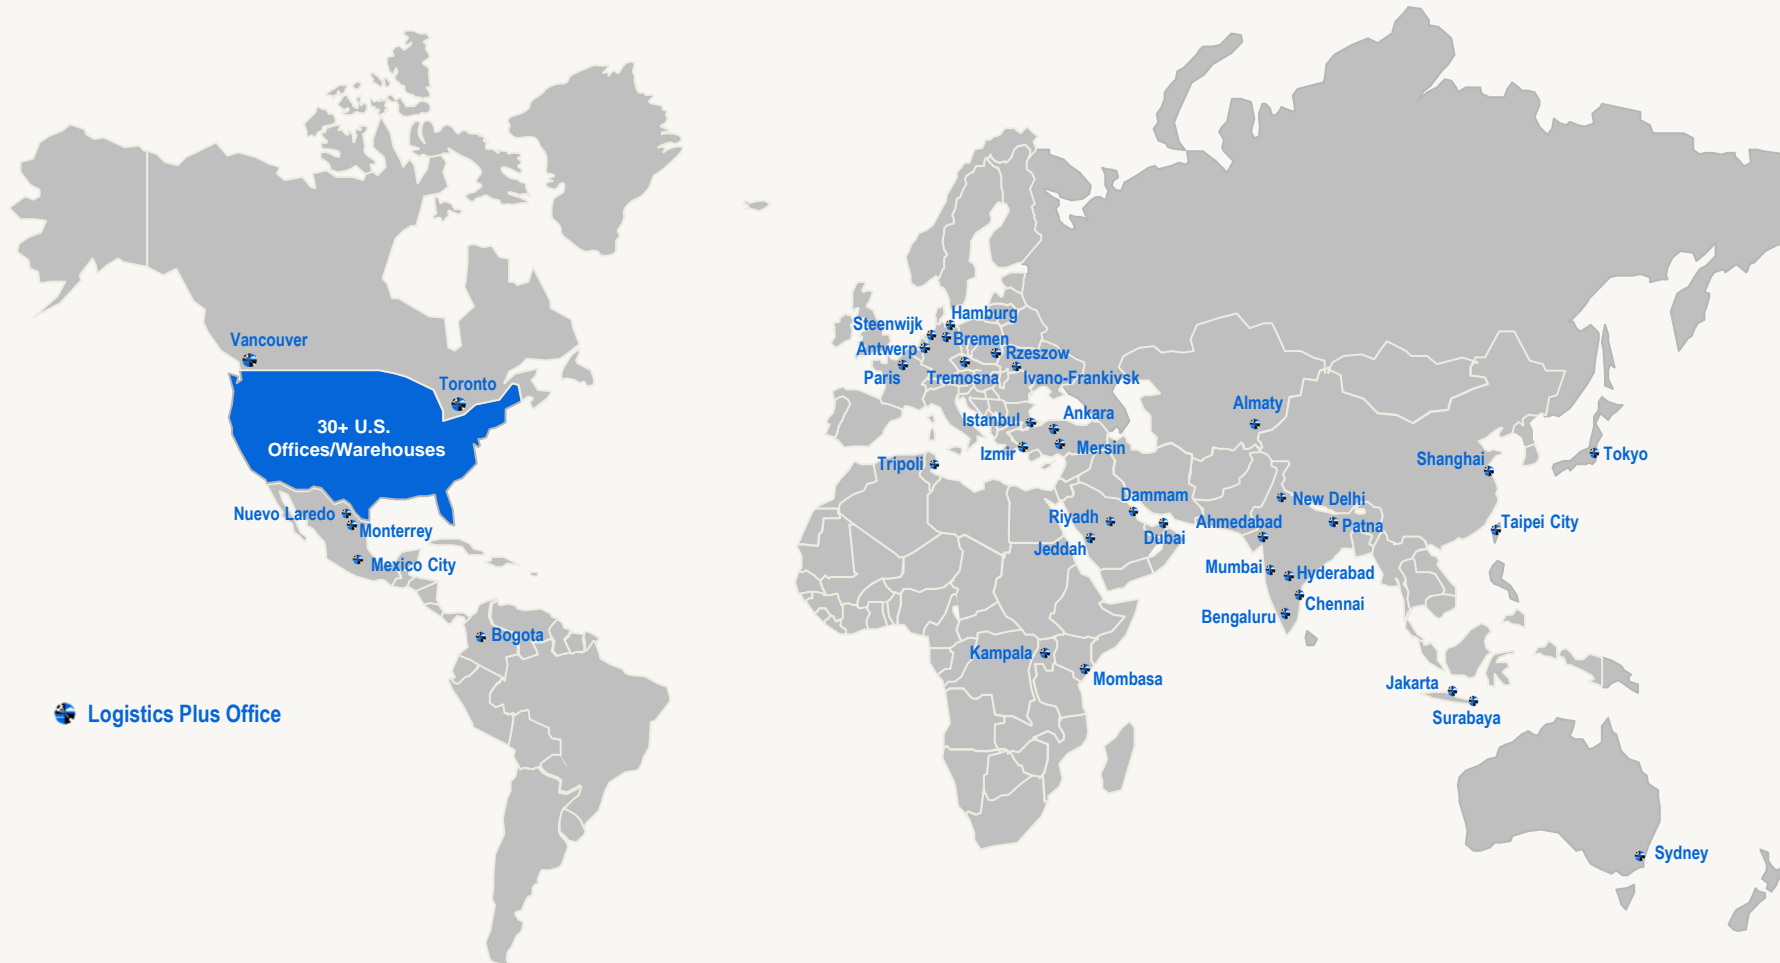 Vancouver
Toronto
30+ U.S.
Offices/Warehouses
Nuevo Laredo
Monterrey
Mexico City
Bogota
Logistics Plus Office
Hamburg
Steenwijk
Bremen
Antwerp
Rzeszow
Paris
Tremosna
Ivano-Frankivsk
Istanbul
Ankara
Izmir
Mersin
Tripoli
Almaty
Shanghai
Tokyo
Dammam
New Delhi
Riyadh
Ahmedabad
Patna
Taipei City
Jeddah
Dubai
Mumbai
Hyderabad
Chennai
Bengaluru
Kampala
Mombasa
Jakarta
Surabaya
Sydney